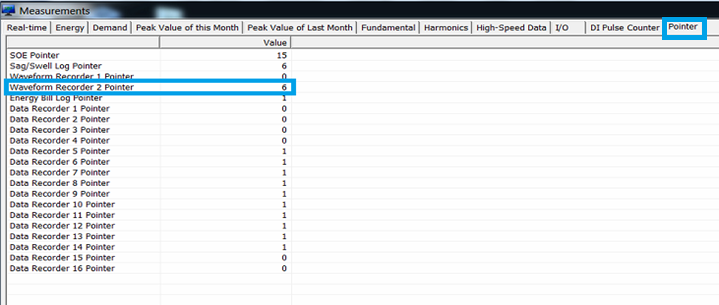 Measurements
Real-time Energy Demand Peak Value of this Month Peak Value of Last Month Fundamental Harmonics High-Speed Data I/O DI Pulse Counter Pointer
Value
SOE Pointer 15
Sag/Swell Log Pointer 6
Waveform Recorder 1 Pointer 0
Waveform Recorder 2 Pointer 6
Energy Bill Log Pointer 1
Data Recorder 1 Pointer 0
Data Recorder 2 Pointer 0
Data Recorder 3 Pointer 0
Data Recorder 4 Pointer 0
Data Recorder 5 Pointer 1
Data Recorder 6 Pointer 1
Data Recorder 7 Pointer 1
Data Recorder 8 Pointer 1
Data Recorder 9 Pointer 1
Data Recorder 10 Pointer 1
Data Recorder 11 Pointer 1
Data Recorder 12 Pointer 1
Data Recorder 13 Pointer 1
Data Recorder 14 Pointer 1
Data Recorder 15 Pointer 0
Data Recorder 16 Pointer 0